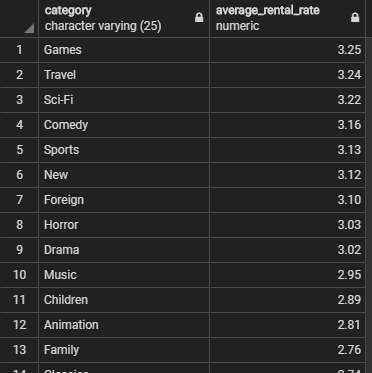 category average_rental_rate
character varying (25) numeric
1 Games 3.25
2 Travel 3.24
3 Sci-Fi 3.22
4 Comedy 3.16
5 Sports 3.13
6 New 3.12
7 Foreign 3.10
8 Horror 3.03
9 Drama 3.02
10 Music 2.95
11 Children 2.89
12 Animation 2.81
13 Family 2.76
14 Classics 2.74